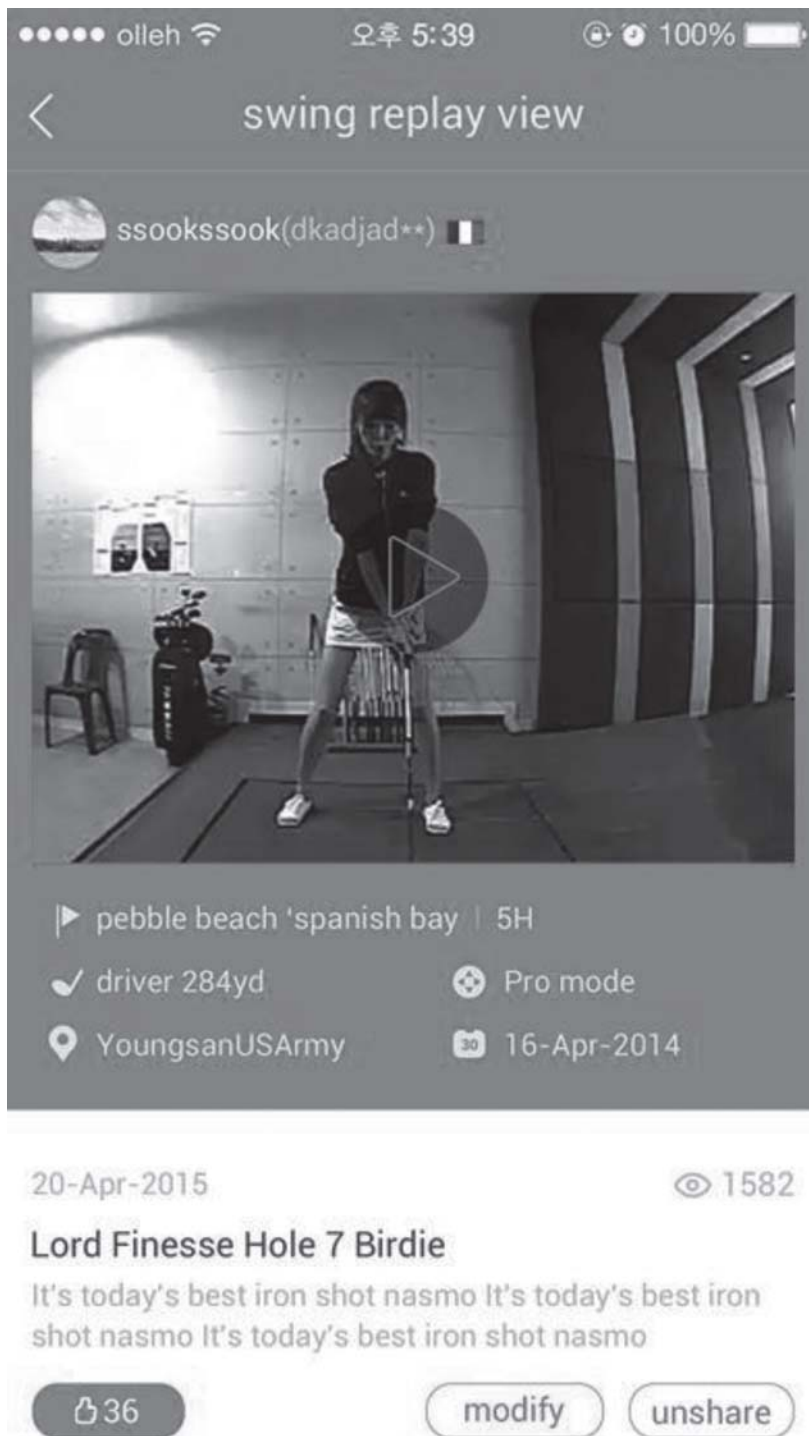 olleh 오후 5:39 100%
swing replay view
ssookssook(dkadjad**)
pebble beach 'spanish bay | 5H
driver 284yd Pro mode
YoungsanUSArmy 30 16-Apr-2014
20-Apr-2015 1582
Lord Finesse Hole 7 Birdie
It's today's best iron shot nasmo It's today's best iron
shot nasmo It's today's best iron shot nasmo
36 modify unshare